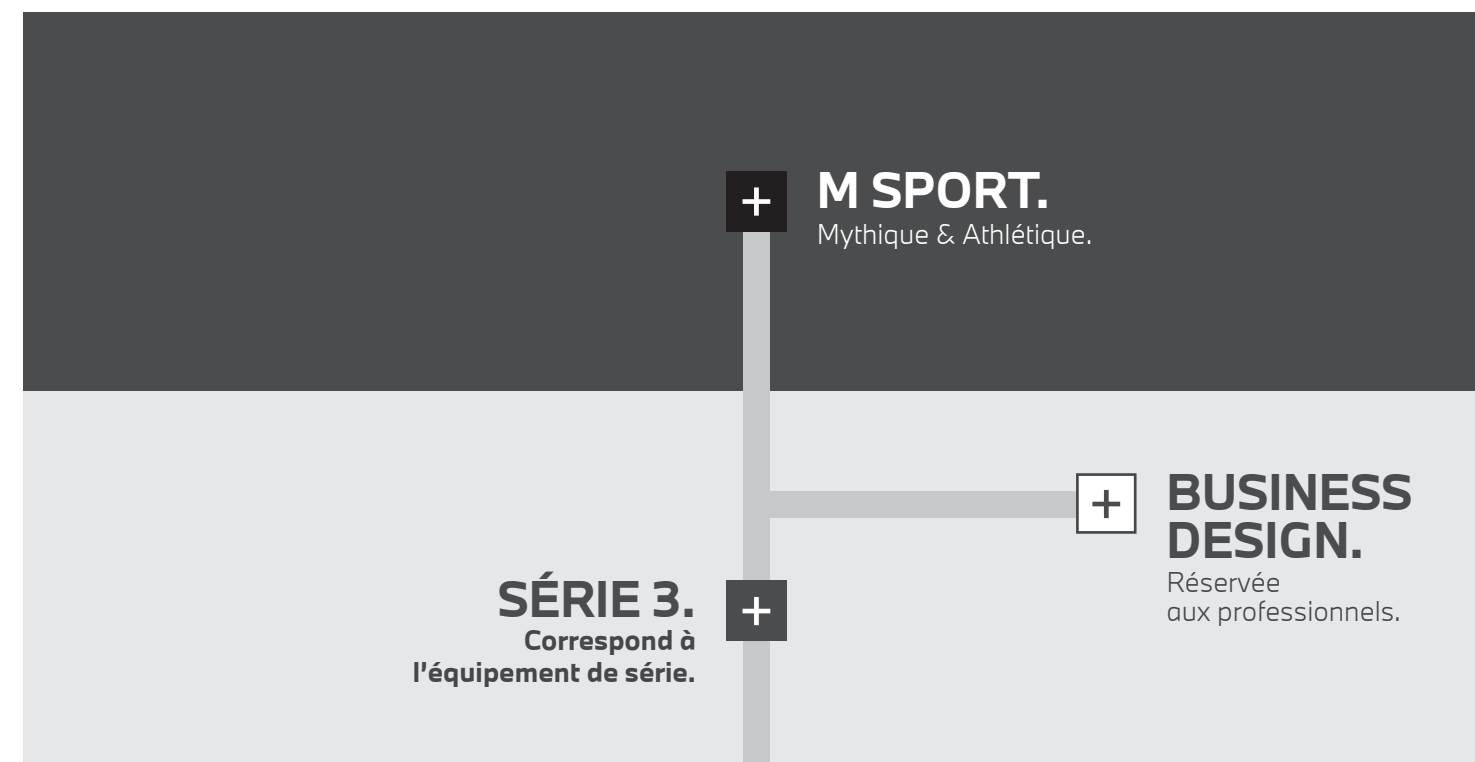 M SPORT.
Mythique & Athlétique.
BUSINESS
DESIGN.
Réservée
aux professionnels.
SÉRIE 3.
Correspond à
l'équipement de série.